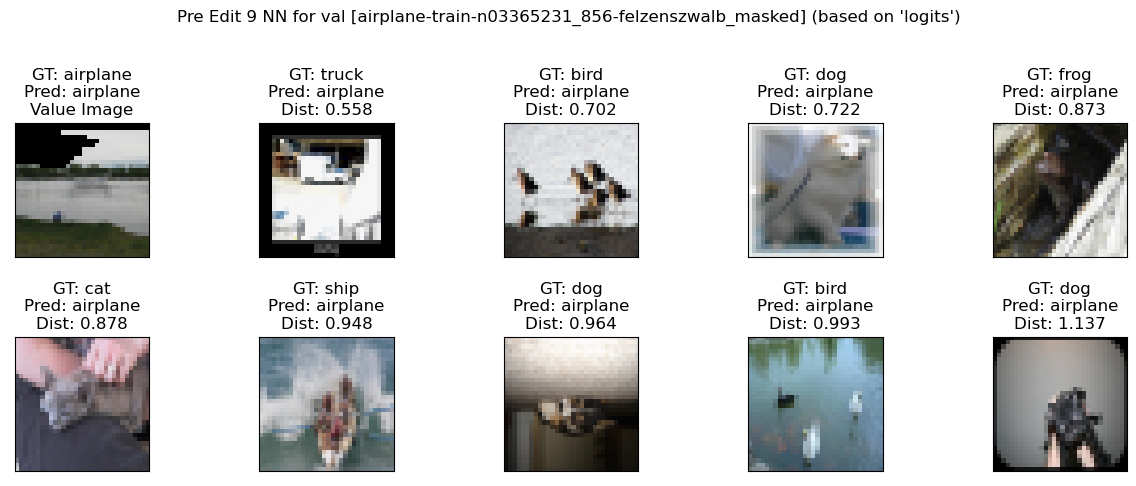 Pre Edit 9 NN for val [airplane-train-n03365231_856-felzenszwalb_masked] (based on 'logits')
GT: airplane
Pred: airplane
Value Image
GT: truck
Pred: airplane
Dist: 0.558
GT: bird
Pred: airplane
Dist: 0.702
GT: dog
Pred: airplane
Dist: 0.722
GT: frog
Pred: airplane
Dist: 0.873
GT: cat
Pred: airplane
Dist: 0.878
GT: ship
Pred: airplane
Dist: 0.948
GT: dog
Pred: airplane
Dist: 0.964
GT: bird
Pred: airplane
Dist: 0.993
GT: dog
Pred: airplane
Dist: 1.137